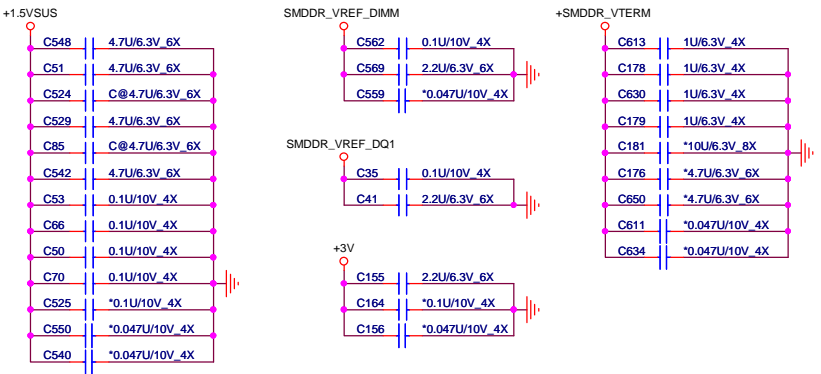 +1.5VSUS
C548 4.7U/6.3V_6X
C51 4.7U/6.3V_6X
C524 C@4.7U/6.3V_6X
C529 4.7U/6.3V_6X
C85 C@4.7U/6.3V_6X
C542 4.7U/6.3V_6X
C53 0.1U/10V_4X
C66 0.1U/10V_4X
C50 0.1U/10V_4X
C70 0.1U/10V_4X
C525 *0.1U/10V_4X
C550 *0.047U/10V_4X
C540 *0.047U/10V_4X
SMDDR_VREF_DIMM
C562 0.1U/10V_4X
C569 2.2U/6.3V_6X
C559 *0.047U/10V_4X
SMDDR_VREF_DQ1
C35 0.1U/10V_4X
C41 2.2U/6.3V_6X
+3V
C155 2.2U/6.3V_6X
C164 *0.1U/10V_4X
C156 *0.047U/10V_4X
+SMDDR_VTERM
C613 1U/6.3V_4X
C178 1U/6.3V_4X
C630 1U/6.3V_4X
C179 1U/6.3V_4X
C181 *10U/6.3V_8X
C176 *4.7U/6.3V_6X
C650 *4.7U/6.3V_6X
C611 *0.047U/10V_4X
C634 *0.047U/10V_4X